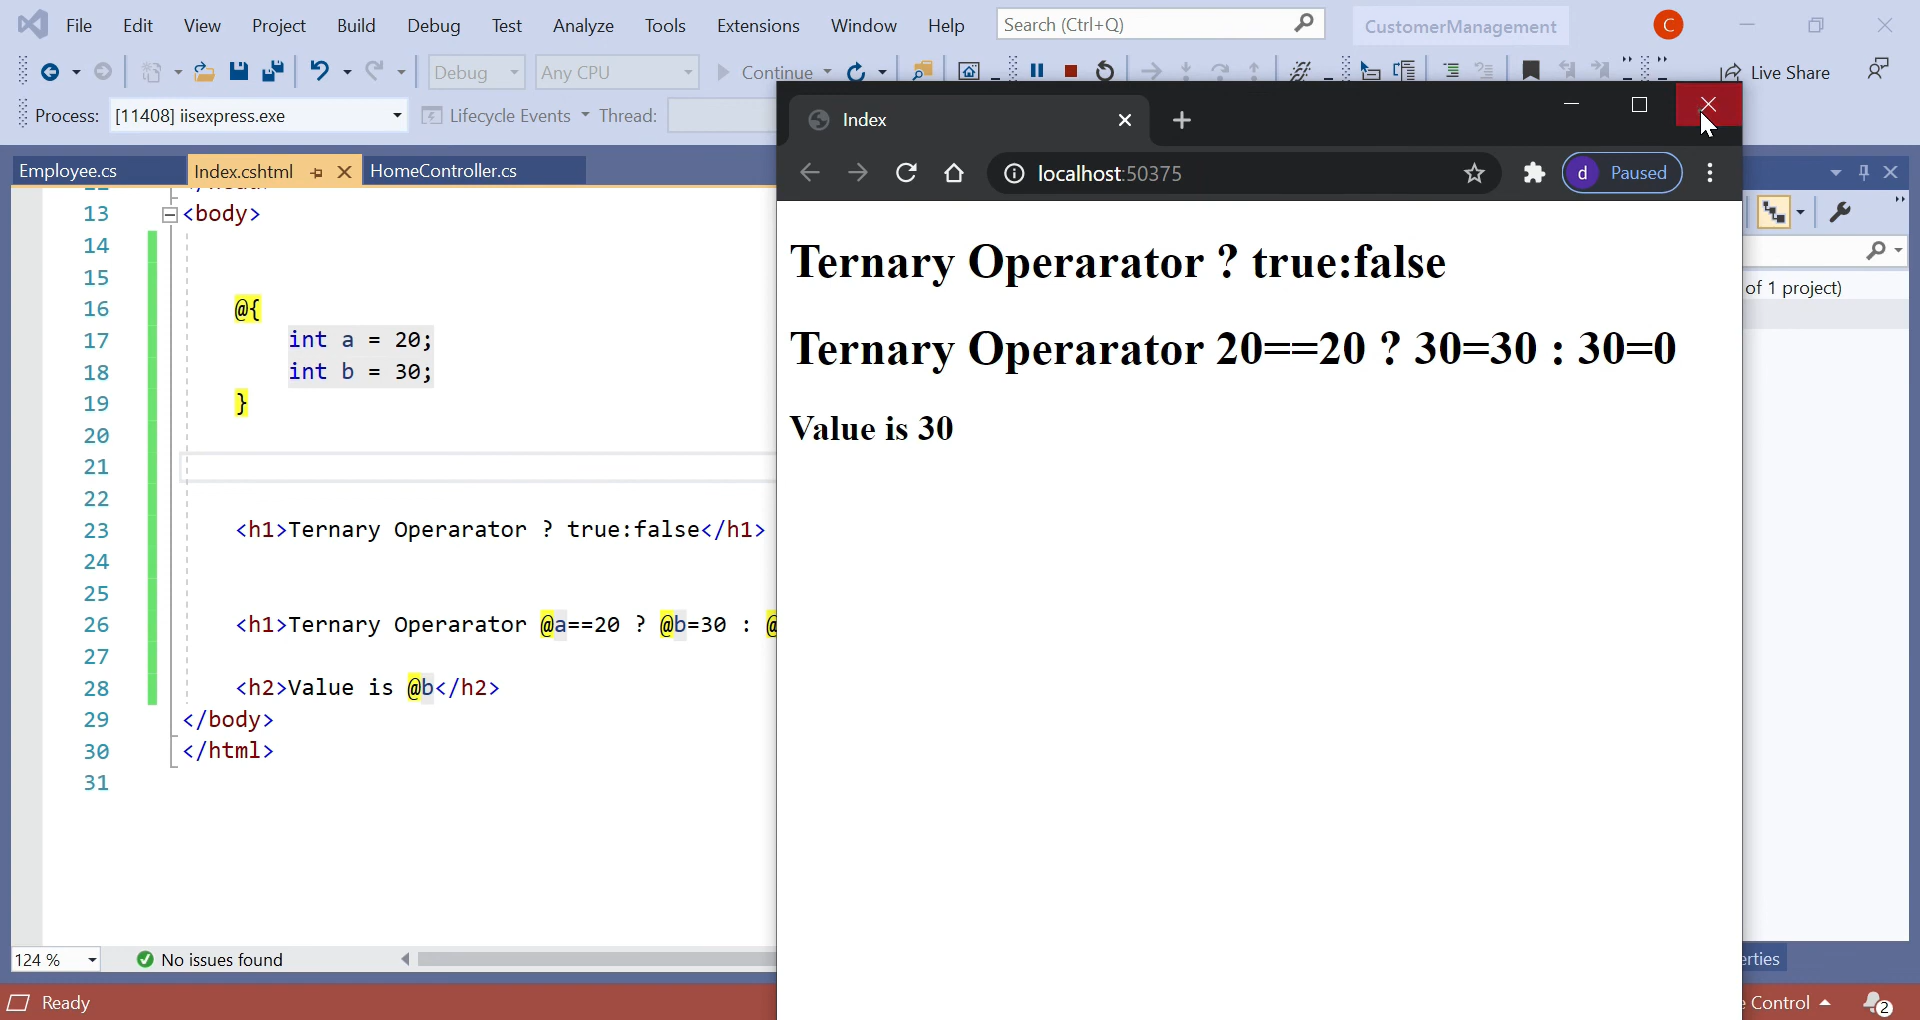 File Edit View Project Build Debug Test Analyze Tools Extensions Window Help Search (Ctrl+Q) CustomerManagement C
Debug Any CPU Continue Live Share
Process: [11408] iisexpress.exe Lifecycle Events Thread:
Index
localhost:50375 d Paused
Employee.cs Index.cshtml HomeController.cs
13 <body>
14
15
16 @{
17 int a = 20;
18 int b = 30;
19 }
20
21
22
23 <h1>Ternary Operarator ? true:false</h1>
24
25
26 <h1>Ternary Operarator @a==20 ? @b=30 : @
27
28 <h2>Value is @b</h2>
29 </body>
30 </html>
31
Ternary Operarator ? true:false
Ternary Operarator 20==20 ? 30=30 : 30=0
Value is 30
of 1 project)
124 % No issues found
erties
Ready
Control 2